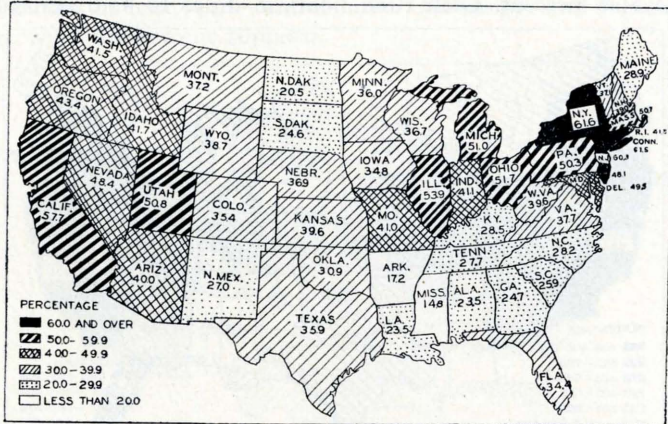 WASH.
41.5
OREGON
43.4
IDAHO
41.7
MONT.
37.2
WYO.
38.7
NEVADA
48.4
CALIF.
57.7
UTAH
50.8
COLO.
35.4
ARIZ.
40.0
N.MEX.
27.0
N.DAK.
20.5
S.DAK.
24.6
NEBR.
36.9
KANSAS
39.6
OKLA.
30.9
TEXAS
35.9
MINN.
36.0
IOWA
34.8
MO.
41.0
ARK.
17.2
LA.
23.5
WIS.
36.7
ILL.
53.9
MICH.
51.0
IND.
41.1
OHIO
51.7
KY.
28.5
TENN.
27.7
MISS.
14.8
ALA.
23.5
GA.
24.7
FLA.
34.4
S.C.
25.9
N.C.
28.2
VA.
37.7
W.VA.
39.6
PA.
50.3
N.Y.
61.6
VT.
N.H.
MAINE
28.9
MASS. 50.7
R.I. 41.5
CONN.
61.5
N.J. 60.3
MD. 48.1
DEL. 49.5
PERCENTAGE
60.0 AND OVER
50.0 - 59.9
40.0 - 49.9
30.0 - 39.9
20.0 - 29.9
LESS THAN 20.0